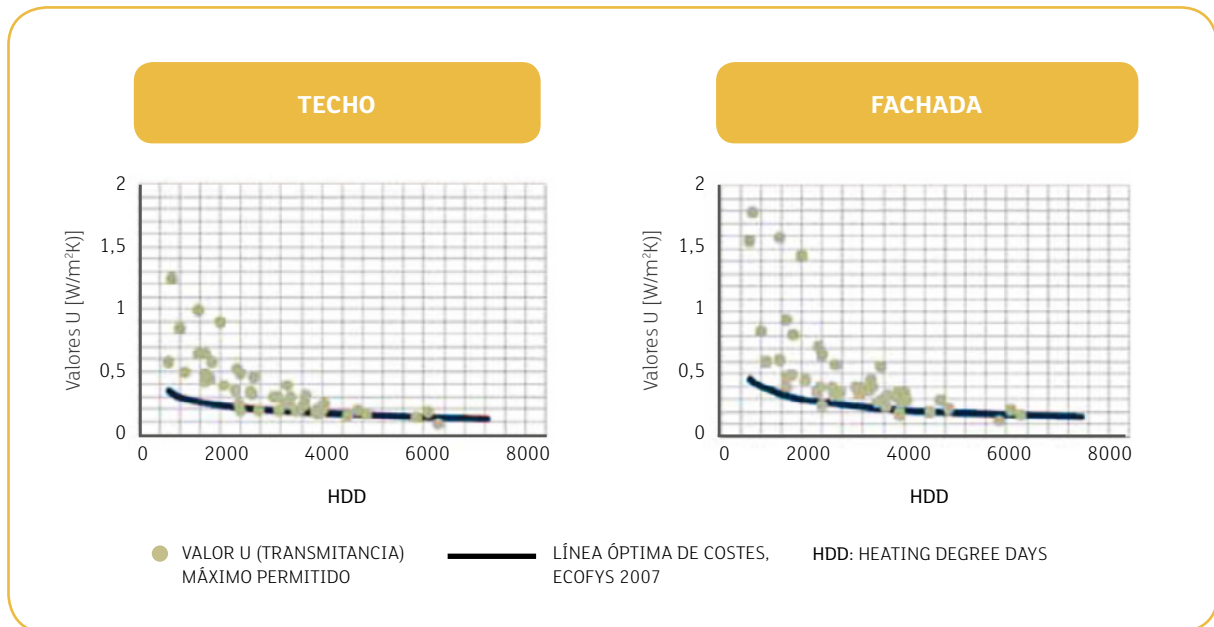 TECHO
FACHADA
Valores U [W/m²K)]
2
1,5
1
0,5
0
0 2000 4000 6000 8000
HDD
Valores U [W/m²K)]
2
1,5
1
0,5
0
0 2000 4000 6000 8000
HDD
VALOR U (TRANSMITANCIA)
MÁXIMO PERMITIDO
LÍNEA ÓPTIMA DE COSTES,
ECOFYS 2007
HDD: HEATING DEGREE DAYS